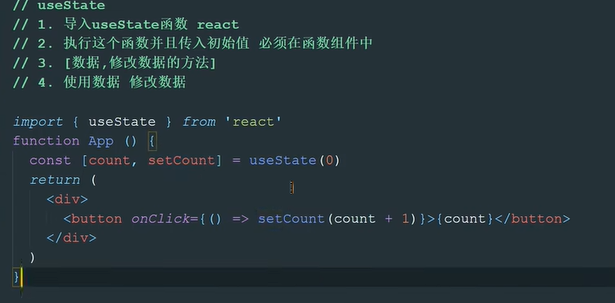 // useState
// 1. 导入useState函数 react
// 2. 执行这个函数并且传入初始值 必须在函数组件中
// 3. [数据,修改数据的方法]
// 4. 使用数据 修改数据
import { useState } from 'react'
function App () {
const [count, setCount] = useState(0)
return (
<div>
<button onClick={() => setCount(count + 1)}>{count}</button>
</div>
)
}